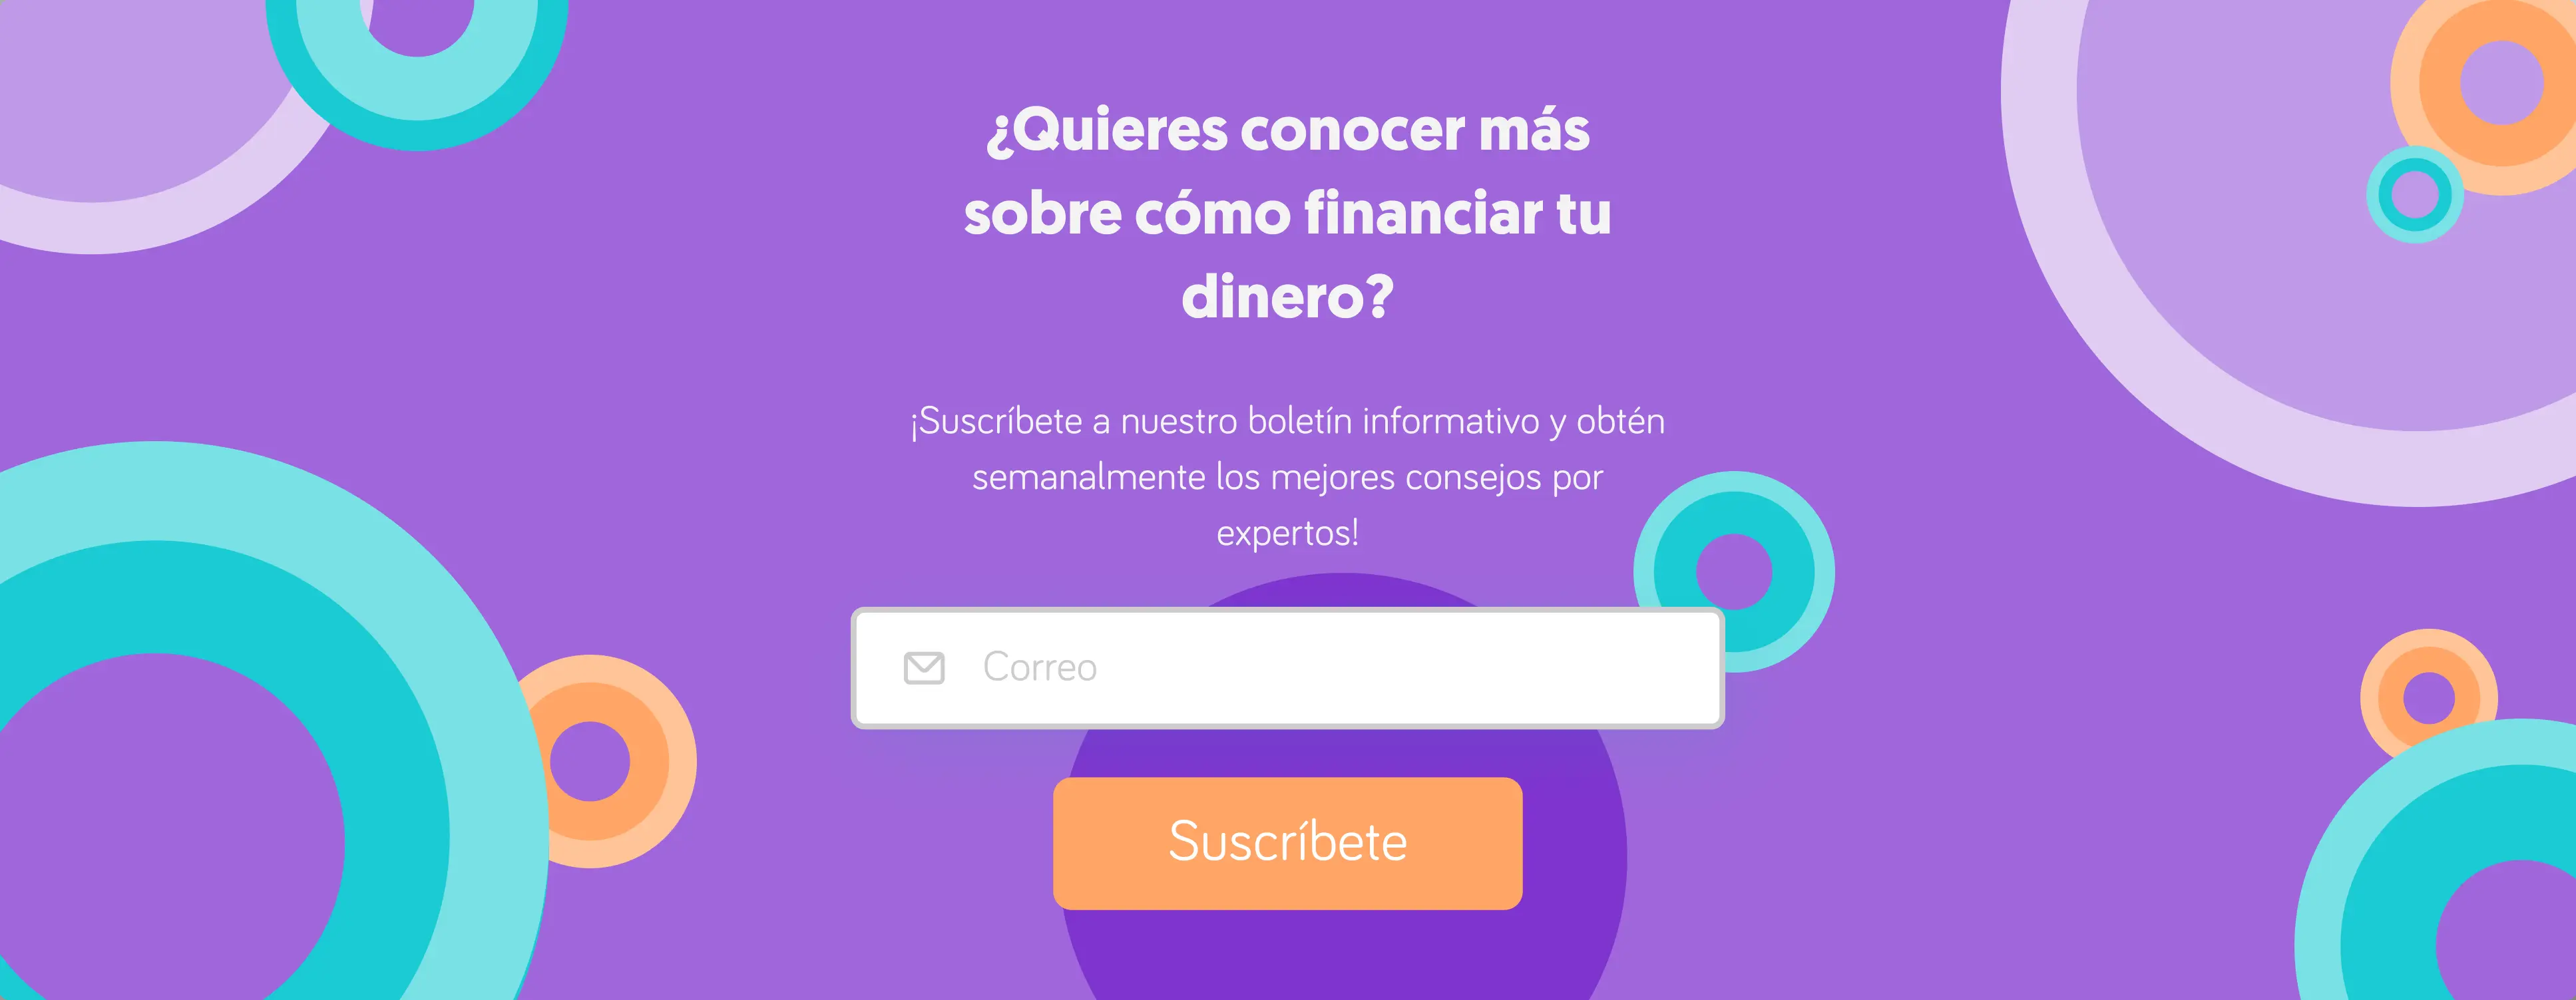 ¿Quieres conocer más
sobre cómo financiar tu
dinero?
¡Suscríbete a nuestro boletín informativo y obtén
semanalmente los mejores consejos por
expertos!
Correo
Suscríbete